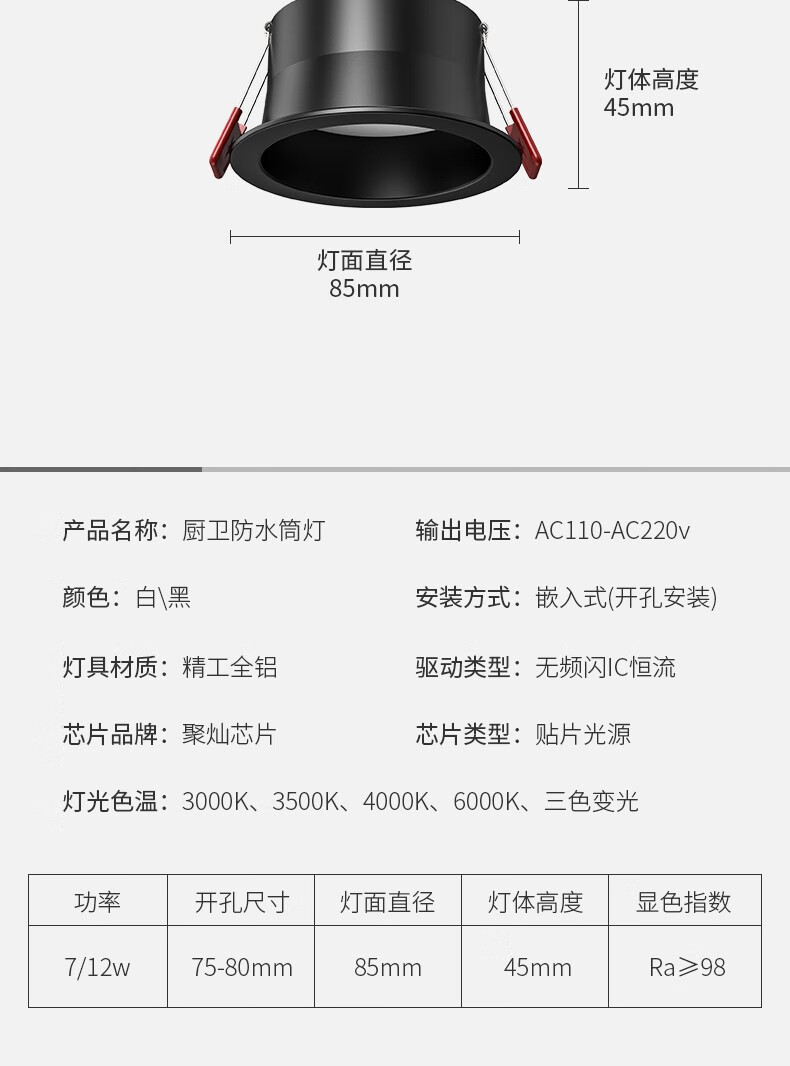 灯体高度
45mm
灯面直径
85mm
产品名称：厨卫防水筒灯
输出电压：AC110-AC220v
颜色：白\黑
安装方式：嵌入式(开孔安装)
灯具材质：精工全铝
驱动类型：无频闪IC恒流
芯片品牌：聚灿芯片
芯片类型：贴片光源
灯光色温：3000K、3500K、4000K、6000K、三色变光
功率 开孔尺寸 灯面直径 灯体高度 显色指数
7/12w 75-80mm 85mm 45mm Ra⩾98